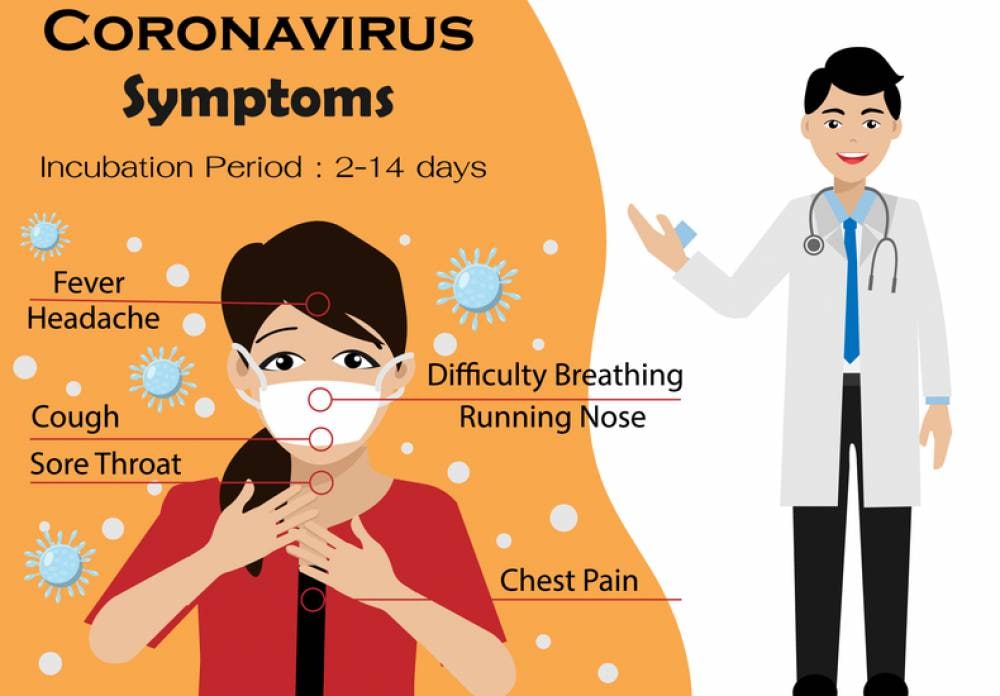 CORONAVIRUS
Symptoms
Incubation Period : 2-14 days
Fever
Headache
Difficulty Breathing
Running Nose
Cough
Sore Throat
Chest Pain